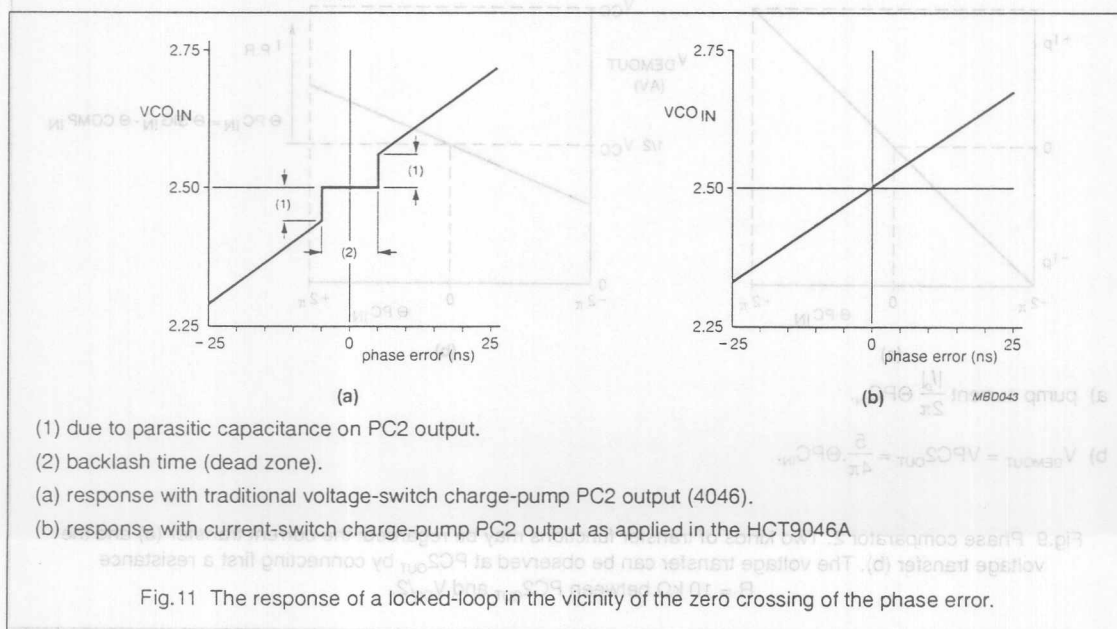 2.75
VCO IN
2.50
2.25
(1)
(1)
(2)
- 25
0
25
phase error (ns)
(a)
2.75
VCO IN
2.50
2.25
- 25
0
25
phase error (ns)
(b)
MBD043
(1) due to parasitic capacitance on PC2 output.
(2) backlash time (dead zone).
(a) response with traditional voltage-switch charge-pump PC2 output (4046).
(b) response with current-switch charge-pump PC2 output as applied in the HCT9046A
Fig.11 The response of a locked-loop in the vicinity of the zero crossing of the phase error.